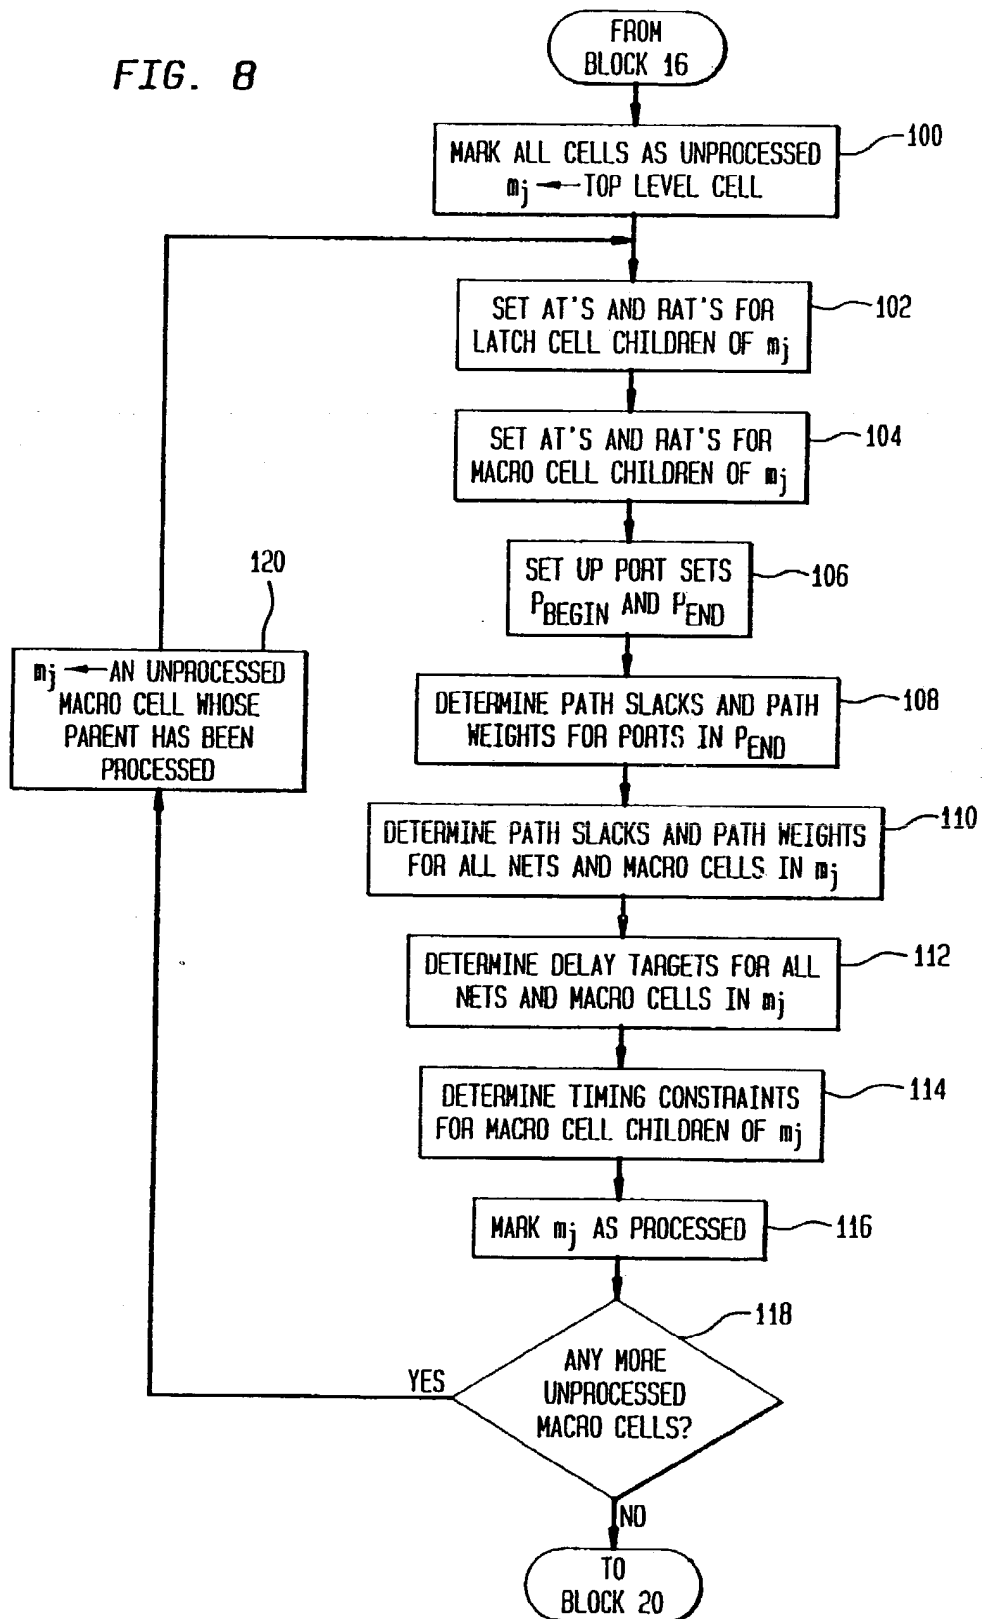 FIG. 8
FROM
BLOCK 16
MARK ALL CELLS AS UNPROCESSED
mj ← TOP LEVEL CELL
100
SET AT'S AND RAT'S FOR
LATCH CELL CHILDREN OF mj
102
SET AT'S AND RAT'S FOR
MACRO CELL CHILDREN OF mj
104
SET UP PORT SETS
PBEGIN AND PEND
106
DETERMINE PATH SLACKS AND PATH
WEIGHTS FOR PORTS IN PEND
108
DETERMINE PATH SLACKS AND PATH WEIGHTS
FOR ALL NETS AND MACRO CELLS IN mj
110
DETERMINE DELAY TARGETS FOR ALL
NETS AND MACRO CELLS IN mj
112
DETERMINE TIMING CONSTRAINTS
FOR MACRO CELL CHILDREN OF mj
114
MARK mj AS PROCESSED
116
ANY MORE
UNPROCESSED
MACRO CELLS?
118
YES
120
mj ← AN UNPROCESSED
MACRO CELL WHOSE
PARENT HAS BEEN
PROCESSED
NO
TO
BLOCK 20